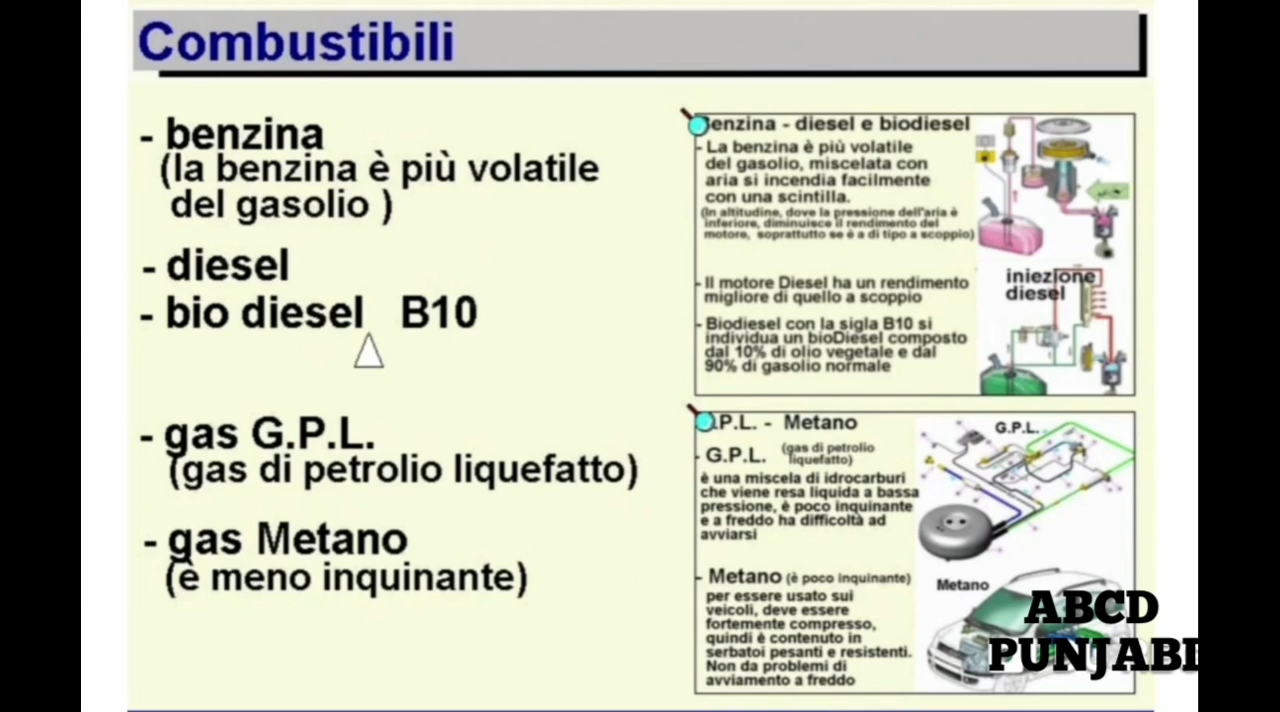 Combustibili
- benzina
(la benzina è più volatile
del gasolio )
- diesel
- bio diesel B10
- gas G.P.L.
(gas di petrolio liquefatto)
- gas Metano
(è meno inquinante)
enzina - diesel e biodiesel
- La benzina è più volatile
del gasolio, miscelata con
aria si incendia facilmente
con una scintilla.
(In altitudine, dove la pressione dell'aria è
inferiore, diminuisce il rendimento del
motore, soprattutto se è a di tipo a scoppio)
- Il motore Diesel ha un rendimento
migliore di quello a scoppio
- Biodiesel con la sigla B10 si
individua un bioDiesel composto
dal 10% di olio vegetale e dal
90% di gasolio normale
iniezione
diesel
.P.L. - Metano
- G.P.L. (gas di petrolio
liquefatto)
è una miscela di idrocarburi
che viene resa liquida a bassa
pressione, è poco inquinante
e a freddo ha difficoltà ad
avviarsi
G.P.L.
- Metano (è poco inquinante)
per essere usato sui
veicoli, deve essere
fortemente compresso,
quindi è contenuto in
serbatoi pesanti e resistenti.
Non da problemi di
avviamento a freddo
Metano
ABCD
PUNJABI